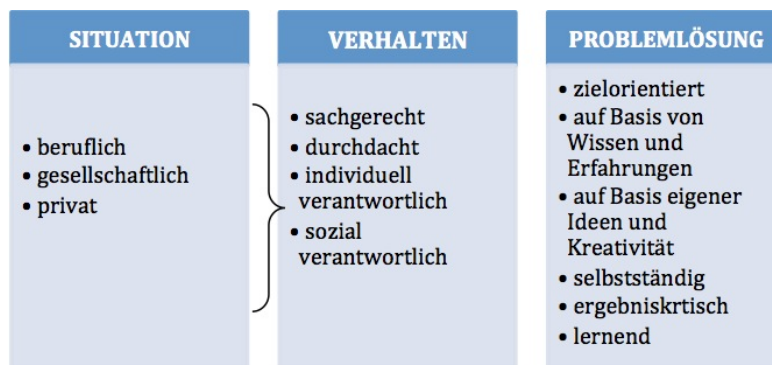 SITUATION
• beruflich
• gesellschaftlich
• privat
VERHALTEN
• sachgerecht
• durchdacht
• individuell
verantwortlich
• sozial
verantwortlich
PROBLEMLÖSUNG
• zielorientiert
• auf Basis von
Wissen und
Erfahrungen
• auf Basis eigener
Ideen und
Kreativität
• selbstständig
• ergebniskrtisch
• lernend